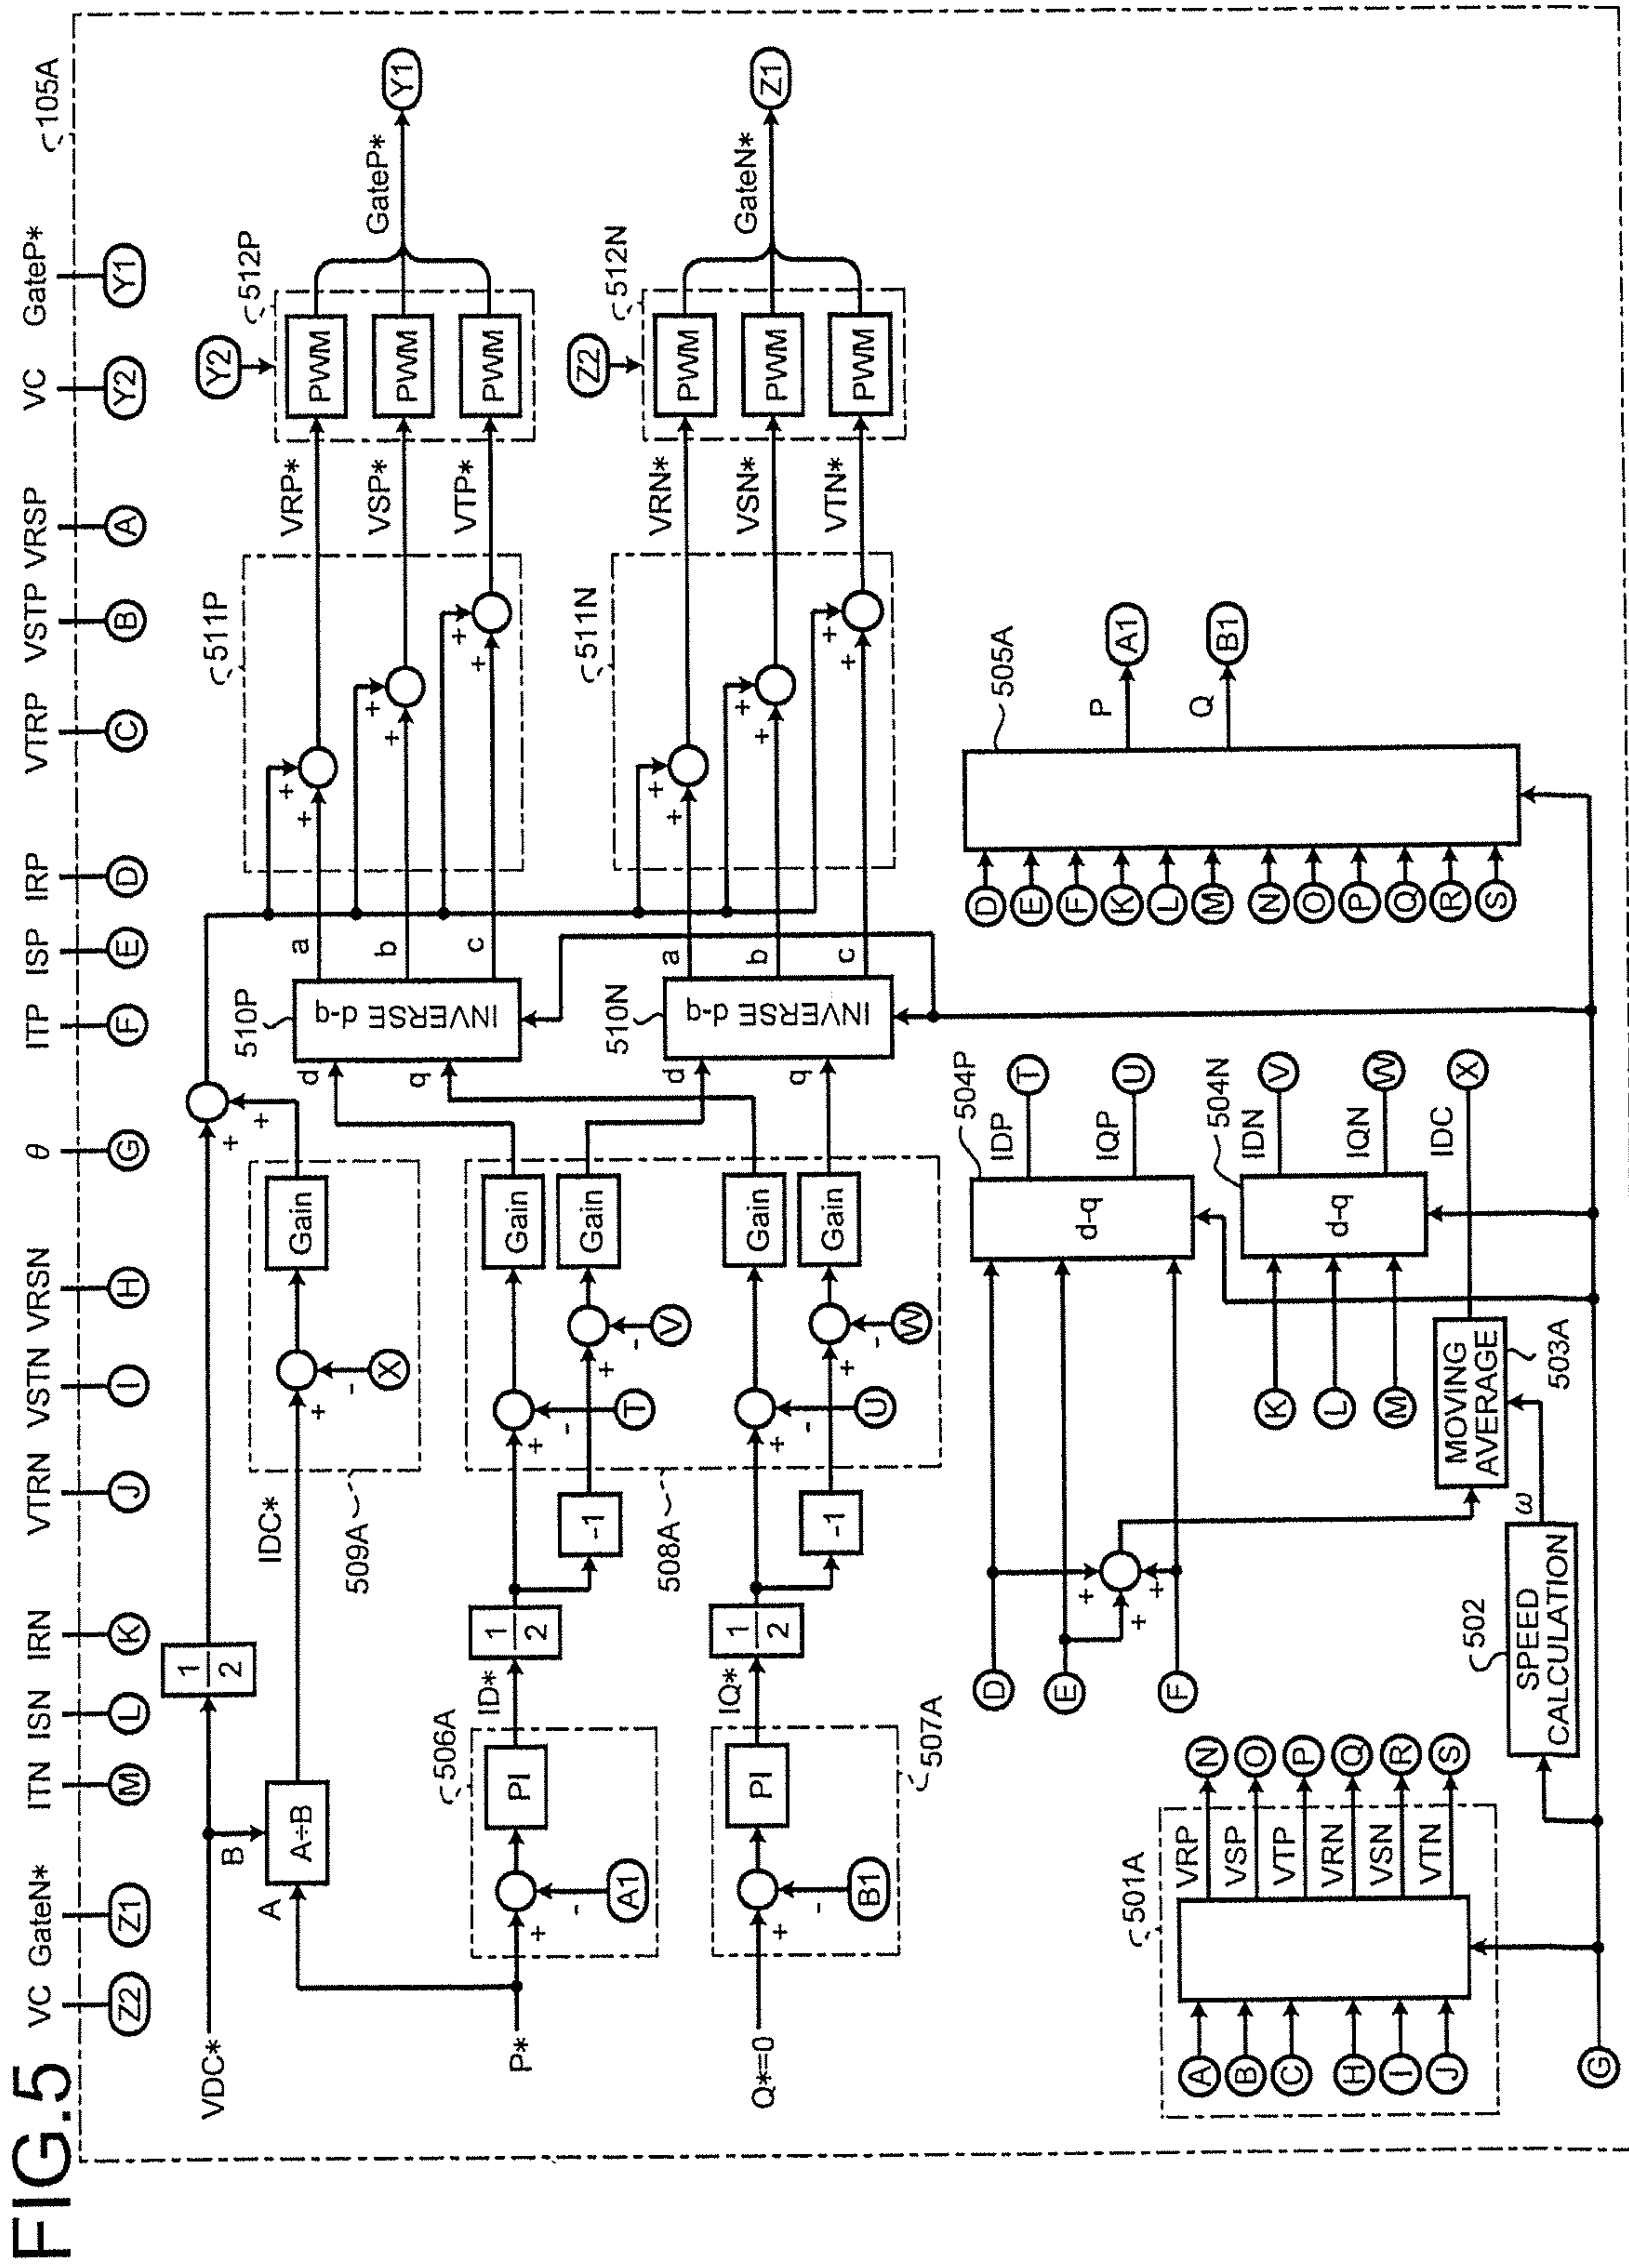 FIG.5
VC GateN* ITN ISN IRN VTRN VSTN VRSN θ ITP ISP IRP VTRP VSTP VRSP VC GateP*
Z2 Z1 M L K J I H G F E D C B A Y2 Y1
105A
VDC*
1
2
+
+
B
A
A÷B
IDC*
+
-
X
Gain
509A
P*
+
-
A1
PI
506A
ID*
1
2
-1
+
-
T
Gain
+
-
V
Gain
508A
Q*=0
+
-
B1
PI
507A
IQ*
1
2
-1
+
-
U
Gain
+
-
W
Gain
d
q
INVERSE d-q
510P
a
b
c
d
q
INVERSE d-q
510N
a
b
c
511P
+
+
+
+
+
+
511N
+
+
+
+
+
+
VRP*
VSP*
VTP*
Y2
512P
PWM
PWM
PWM
GateP*
Y1
VRN*
VSN*
VTN*
Z2
512N
PWM
PWM
PWM
GateN*
Z1
501A
A
B
C
H
I
J
VRP
VSP
VTP
VRN
VSN
VTN
N
O
P
Q
R
S
G
502
SPEED
CALCULATION
ω
D
E
F
+
+
+
MOVING
AVERAGE
503A
K
L
M
d-q
504P
IDP
T
IQP
U
d-q
504N
IDN
V
IQN
W
IDC
X
D
E
F
K
L
M
N
O
P
Q
R
S
505A
P
A1
Q
B1